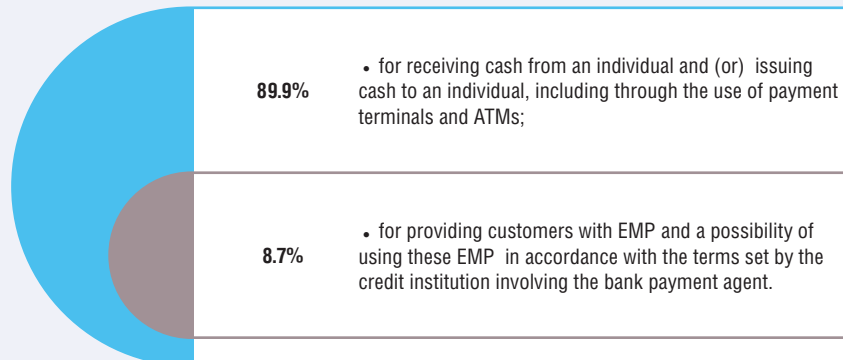 89.9%
• for receiving cash from an individual and (or) issuing
cash to an individual, including through the use of payment
terminals and ATMs;
8.7%
• for providing customers with EMP and a possibility of
using these EMP in accordance with the terms set by the
credit institution involving the bank payment agent.